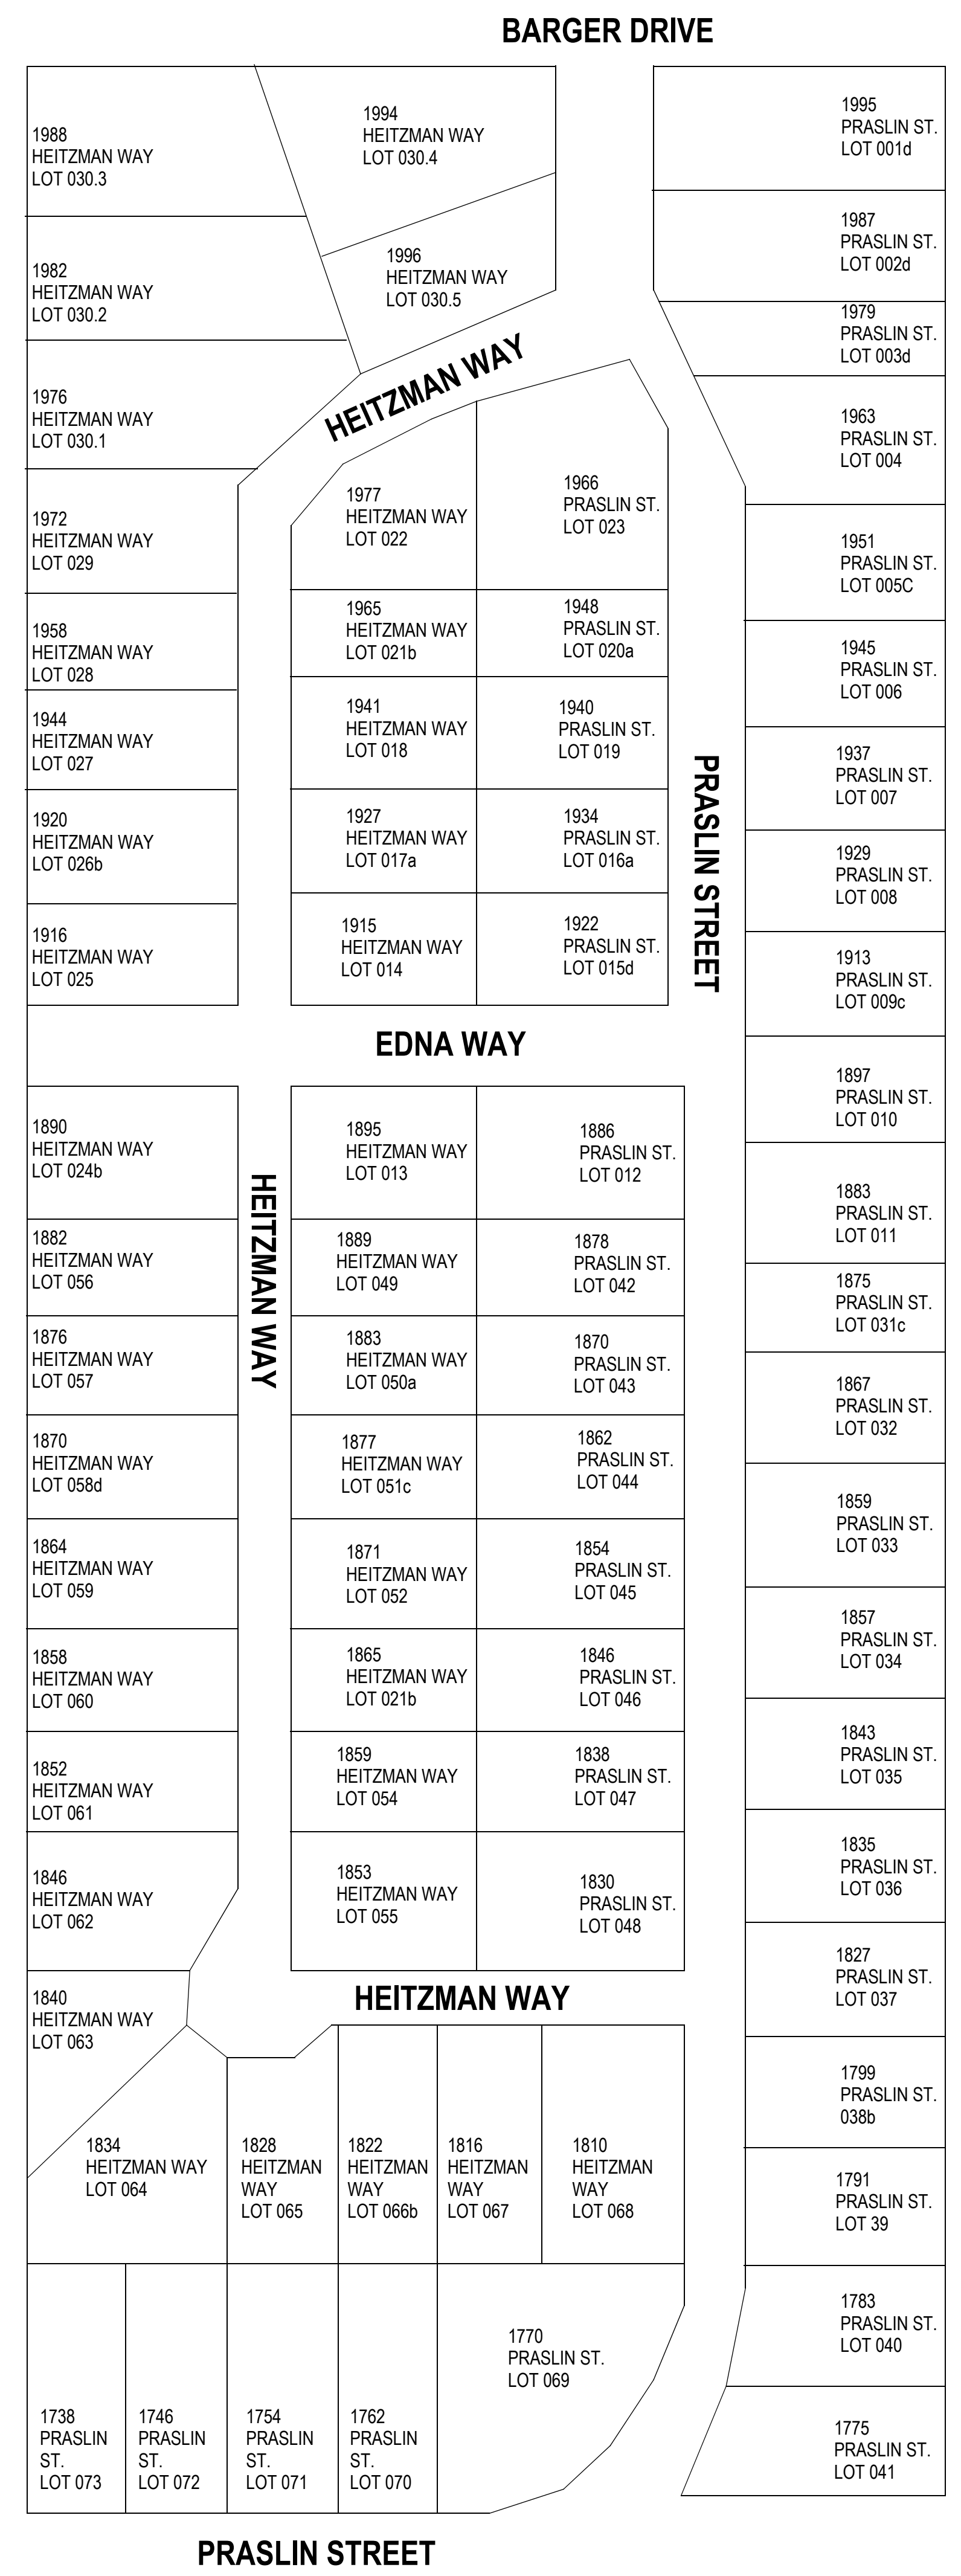 BARGER DRIVE
1988
HEITZMAN WAY
LOT 030.3
1994
HEITZMAN WAY
LOT 030.4
1995
PRASLIN ST.
LOT 001d
1982
HEITZMAN WAY
LOT 030.2
1996
HEITZMAN WAY
LOT 030.5
1987
PRASLIN ST.
LOT 002d
1979
PRASLIN ST.
LOT 003d
1976
HEITZMAN WAY
LOT 030.1
HEITZMAN WAY
1963
PRASLIN ST.
LOT 004
1972
HEITZMAN WAY
LOT 029
1977
HEITZMAN WAY
LOT 022
1966
PRASLIN ST.
LOT 023
1951
PRASLIN ST.
LOT 005C
1958
HEITZMAN WAY
LOT 028
1965
HEITZMAN WAY
LOT 021b
1948
PRASLIN ST.
LOT 020a
1945
PRASLIN ST.
LOT 006
1944
HEITZMAN WAY
LOT 027
1941
HEITZMAN WAY
LOT 018
1940
PRASLIN ST.
LOT 019
1937
PRASLIN ST.
LOT 007
1920
HEITZMAN WAY
LOT 026b
1927
HEITZMAN WAY
LOT 017a
1934
PRASLIN ST.
LOT 016a
PRASLIN STREET
1929
PRASLIN ST.
LOT 008
1916
HEITZMAN WAY
LOT 025
1915
HEITZMAN WAY
LOT 014
1922
PRASLIN ST.
LOT 015d
1913
PRASLIN ST.
LOT 009c
EDNA WAY
1897
PRASLIN ST.
LOT 010
1890
HEITZMAN WAY
LOT 024b
1895
HEITZMAN WAY
LOT 013
1886
PRASLIN ST.
LOT 012
1883
PRASLIN ST.
LOT 011
HEITZMAN WAY
1882
HEITZMAN WAY
LOT 056
1889
HEITZMAN WAY
LOT 049
1878
PRASLIN ST.
LOT 042
1875
PRASLIN ST.
LOT 031c
1876
HEITZMAN WAY
LOT 057
1883
HEITZMAN WAY
LOT 050a
1870
PRASLIN ST.
LOT 043
1867
PRASLIN ST.
LOT 032
1870
HEITZMAN WAY
LOT 058d
1877
HEITZMAN WAY
LOT 051c
1862
PRASLIN ST.
LOT 044
1859
PRASLIN ST.
LOT 033
1864
HEITZMAN WAY
LOT 059
1871
HEITZMAN WAY
LOT 052
1854
PRASLIN ST.
LOT 045
1857
PRASLIN ST.
LOT 034
1858
HEITZMAN WAY
LOT 060
1865
HEITZMAN WAY
LOT 021b
1846
PRASLIN ST.
LOT 046
1843
PRASLIN ST.
LOT 035
1852
HEITZMAN WAY
LOT 061
1859
HEITZMAN WAY
LOT 054
1838
PRASLIN ST.
LOT 047
1835
PRASLIN ST.
LOT 036
1846
HEITZMAN WAY
LOT 062
1853
HEITZMAN WAY
LOT 055
1830
PRASLIN ST.
LOT 048
1827
PRASLIN ST.
LOT 037
HEITZMAN WAY
1840
HEITZMAN WAY
LOT 063
1799
PRASLIN ST.
038b
1834
HEITZMAN WAY
LOT 064
1828
HEITZMAN
WAY
LOT 065
1822
HEITZMAN
WAY
LOT 066b
1816
HEITZMAN
WAY
LOT 067
1810
HEITZMAN
WAY
LOT 068
1791
PRASLIN ST.
LOT 39
1783
PRASLIN ST.
LOT 040
1770
PRASLIN ST.
LOT 069
1738
PRASLIN
ST.
LOT 073
1746
PRASLIN
ST.
LOT 072
1754
PRASLIN
ST.
LOT 071
1762
PRASLIN
ST.
LOT 070
1775
PRASLIN ST.
LOT 041
PRASLIN STREET